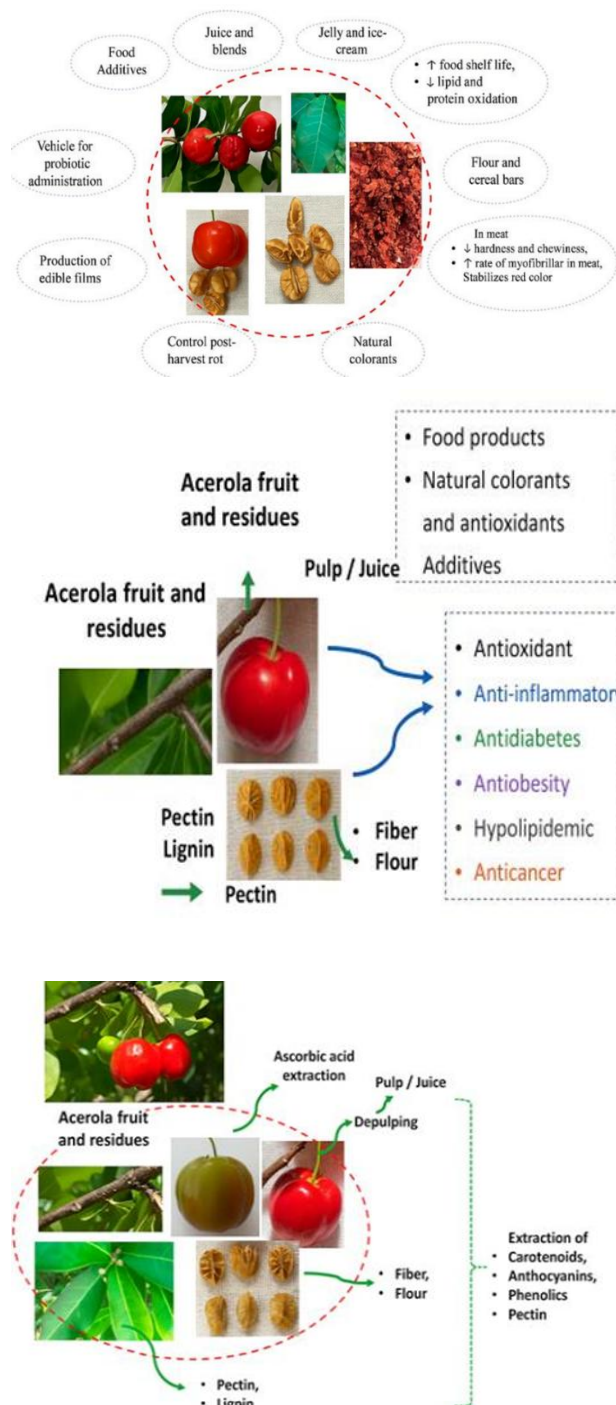 Juice and
blends
Jelly and ice-
cream
Food
Additives
• ↑ food shelf life,
• ↓ lipid and
protein oxidation
Vehicle for
probiotic
administration
Flour and
cereal bars
Production of
edible films
In meat
• ↓ hardness and chewiness,
• ↑ rate of myofibrillar in meat,
Stabilizes red color
Control post-
harvest rot
Natural
colorants
• Food products
• Natural colorants
and antioxidants
Additives
Acerola fruit
and residues
Pulp / Juice
Acerola fruit and
residues
• Antioxidant
• Anti-inflammatory
• Antidiabetes
• Antiobesity
• Hypolipidemic
• Anticancer
Pectin
Lignin
• Fiber
• Flour
Pectin
Ascorbic acid
extraction
Pulp / Juice
Depulping
Acerola fruit
and residues
Extraction of
• Carotenoids,
• Anthocyanins,
• Phenolics
• Pectin
• Fiber,
• Flour
• Pectin,
• Lignin